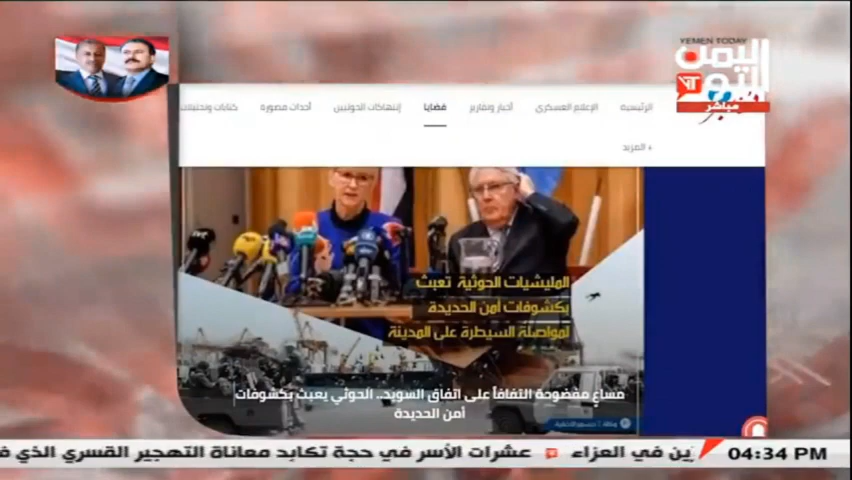 YEMEN TODAY
اليمن
اليوم
مباشر
الرئيسية الإعلام العسكري أخبار وتقارير قضايا إنتهاكات الحوثيين أحداث مصورة كتابات وتحليلات
+ المزيد
المليشيات الحوثية تعبث
بكشوفات أمن الحديدة
لمواصلة السيطرة على المدينة
مساعٍ مفضوحة التفافاً على اتفاق السويد.. الحوثي يعبث بكشوفات
أمن الحديدة
ين في العزاء عشرات الأسر في حجة تكابد معاناة التهجير القسري الذي
04:34 PM